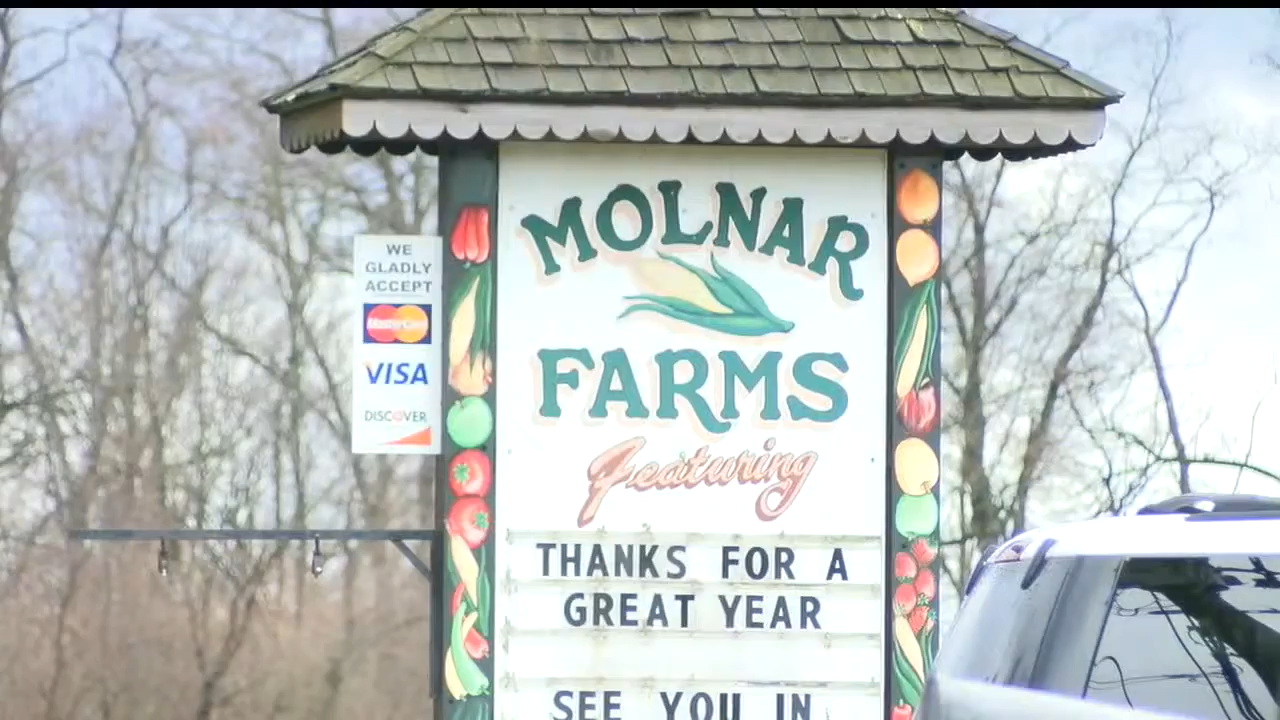 MOLNAR
FARMS
Featuring
THANKS FOR A
GREAT YEAR
SEE YOU IN
WE
GLADLY
ACCEPT
MasterCard
VISA
DISCOVER